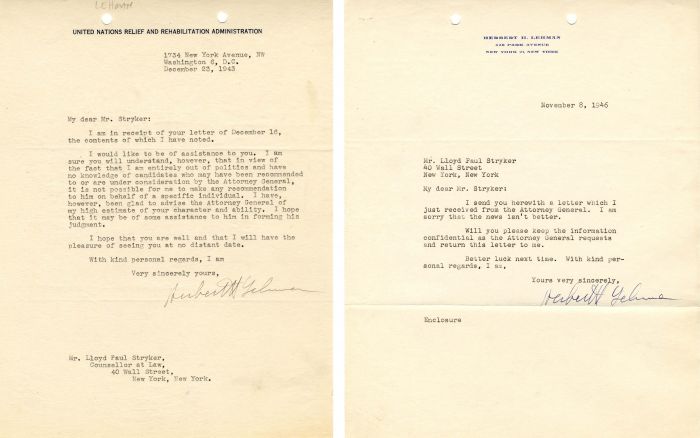 LEHMAN
UNITED NATIONS RELIEF AND REHABILITATION ADMINISTRATION
1734 New York Avenue, NW
Washington 6, D.C.
December 23, 1943
My dear Mr. Stryker:
I am in receipt of your letter of December 16,
the contents of which I have noted.
I would like to be of assistance to you. I am
sure you will understand, however, that in view of
the fact that I am entirely out of politics and have
no knowledge of candidates who may have been recommended
to or are under consideration by the Attorney General,
it is not possible for me to make any recommendation
to him on behalf of a specific individual. I have,
however, been glad to advise the Attorney General of
my high estimate of your character and ability. I hope
that it may be of some assistance to him in forming his
judgment.
I hope that you are well and that I will have the
pleasure of seeing you at no distant date.
With kind personal regards, I am
Very sincerely yours,
Herbert H Lehman
Mr. Lloyd Paul Stryker,
Counsellor at Law,
40 Wall Street,
New York, New York.
HERBERT H. LEHMAN
PARK AVENUE
NEW YORK 21, NEW YORK
November 8, 1946
Mr. Lloyd Paul Stryker
40 Wall Street
New York, New York
My dear Mr. Stryker:
I send you herewith a letter which I
just received from the Attorney General. I am
sorry that the news isn't better.
Will you please keep the information
confidential as the Attorney General requests
and return this letter to me.
Better luck next time. With kind per-
sonal regards, I am,
Yours very sincerely,
Herbert H Lehman
Enclosure